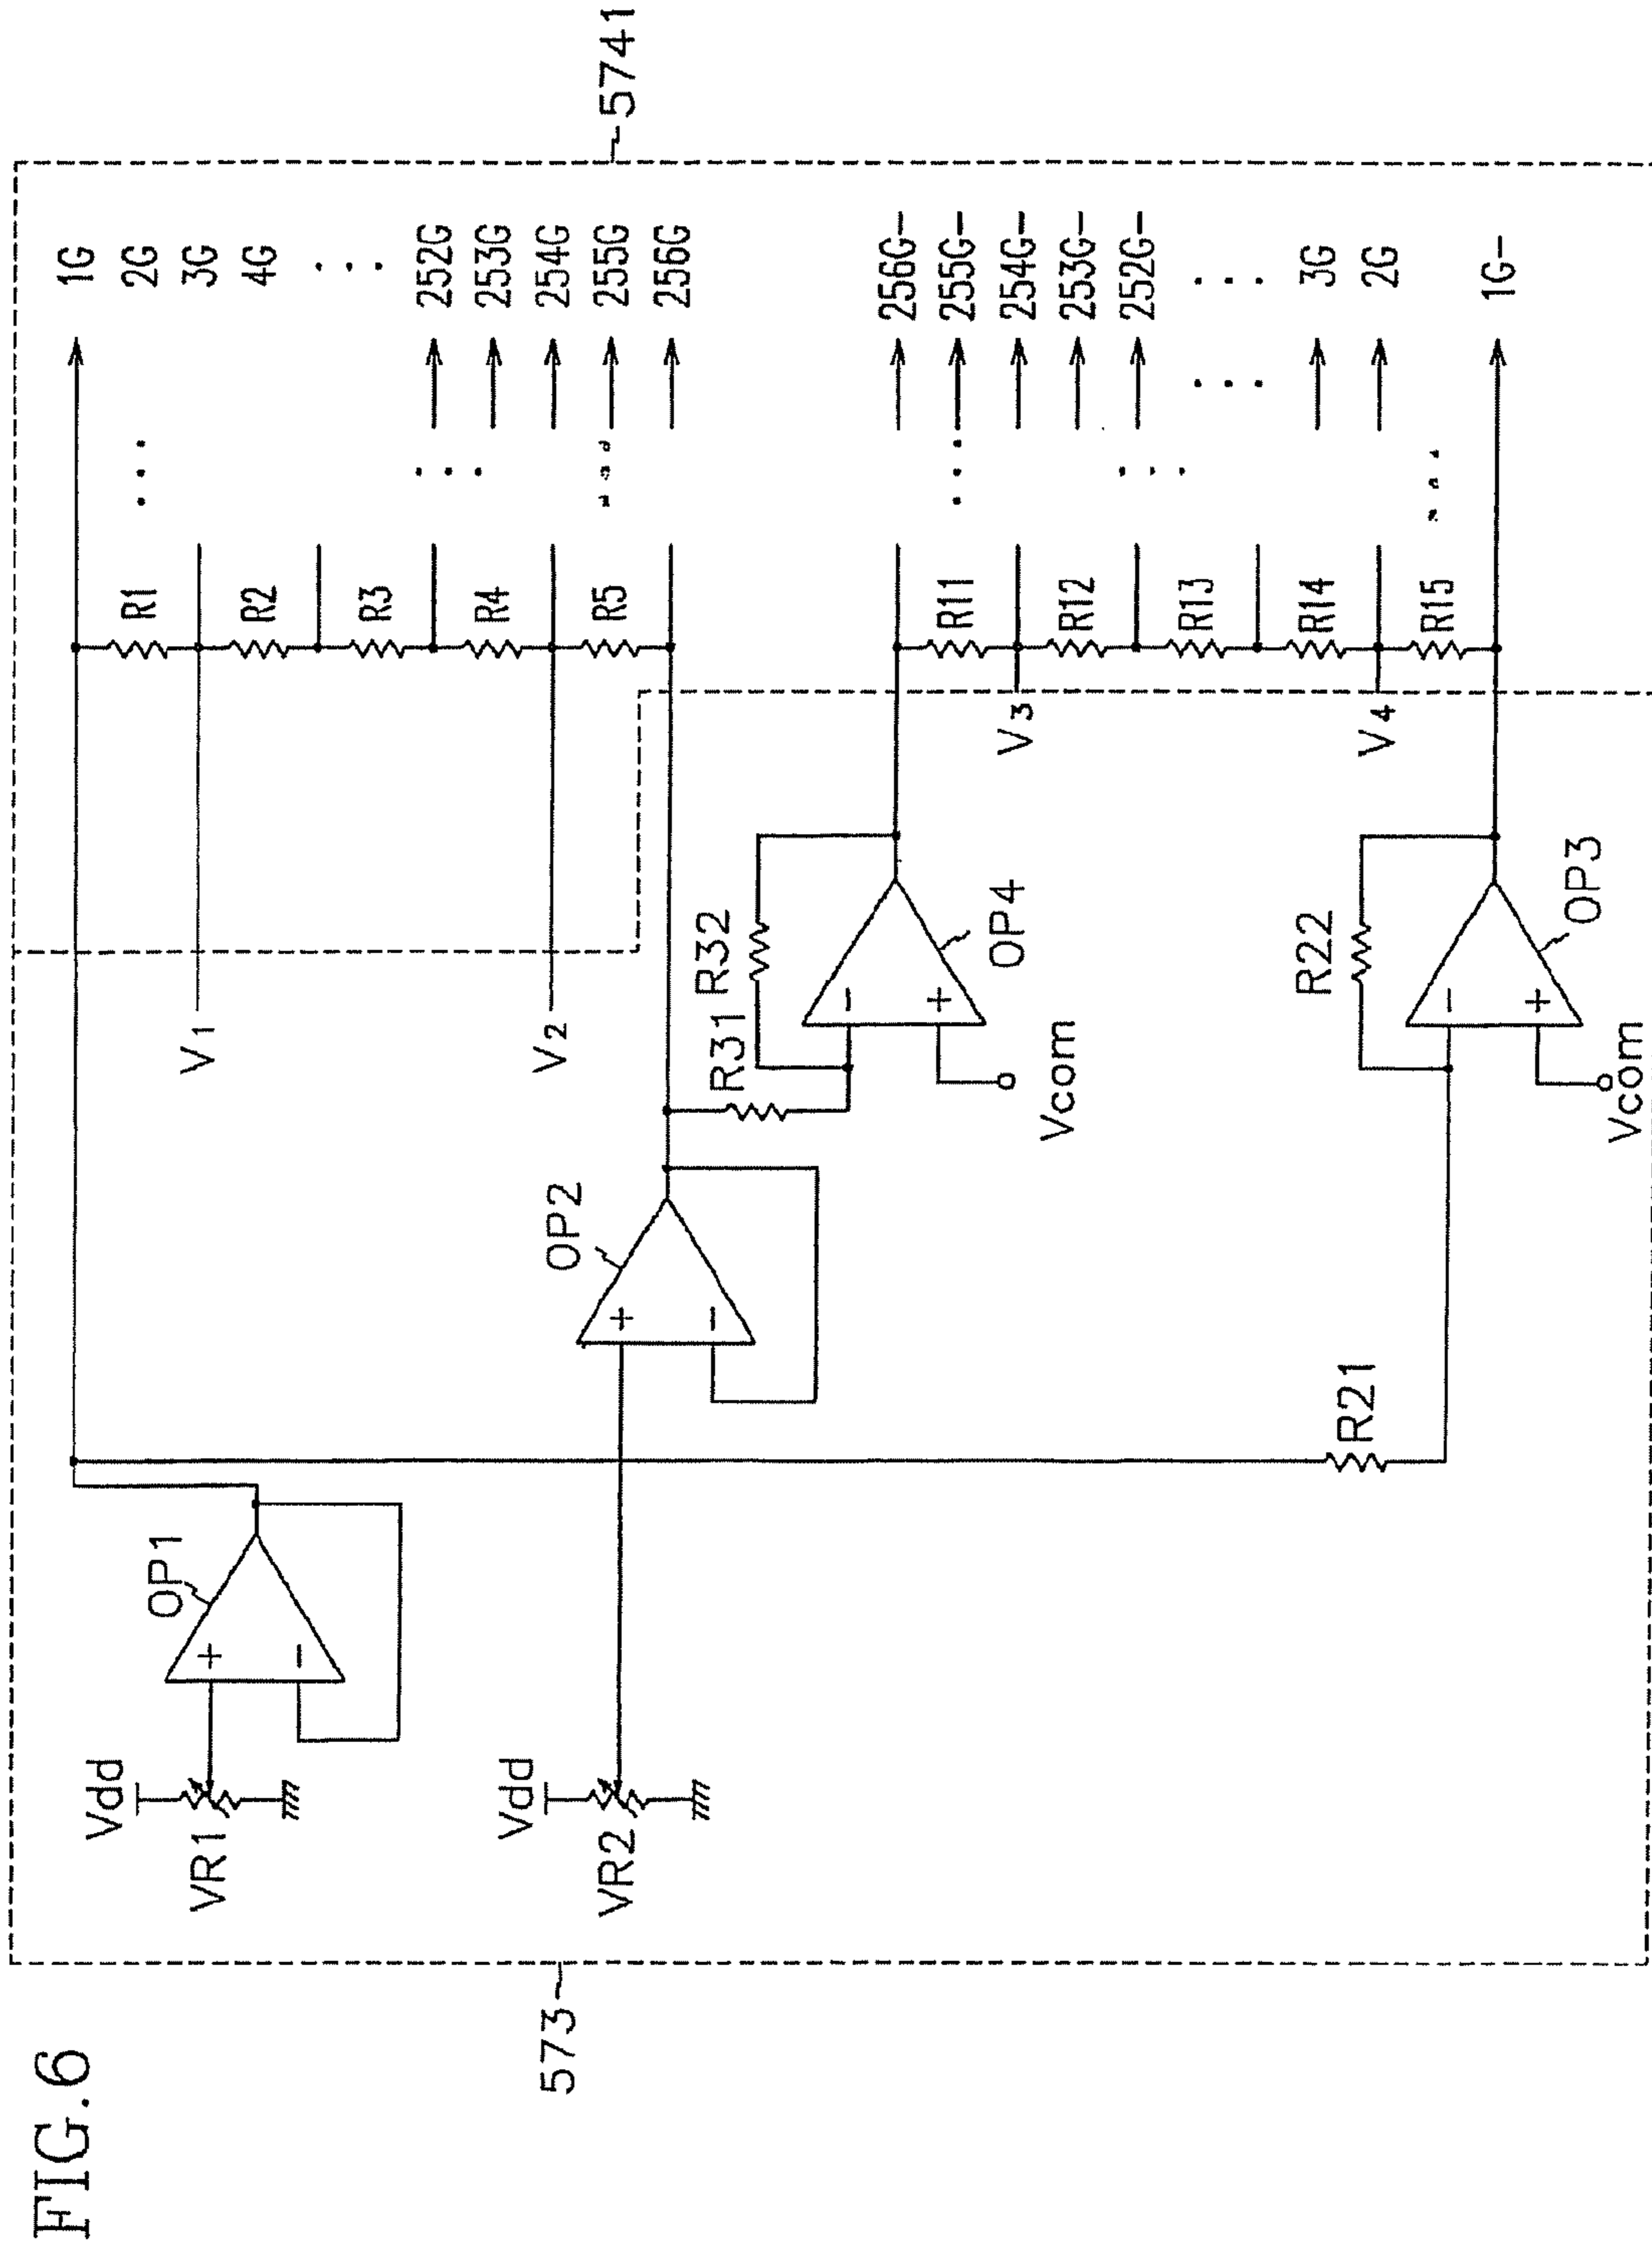 FIG.6
573
5741
Vdd
VR1
OP1
Vdd
VR2
OP2
+
−
+
−
V1
V2
R1
R2
R3
R4
R5
1G
2G
3G
4G
...
252G
253G
254G
255G
256G
R31
R32
−
+
OP4
Vcom
V3
V4
R11
R12
R13
R14
R15
256G-
255G-
254G-
253G-
252G-
...
3G
2G
1G-
R21
R22
−
+
OP3
Vcom